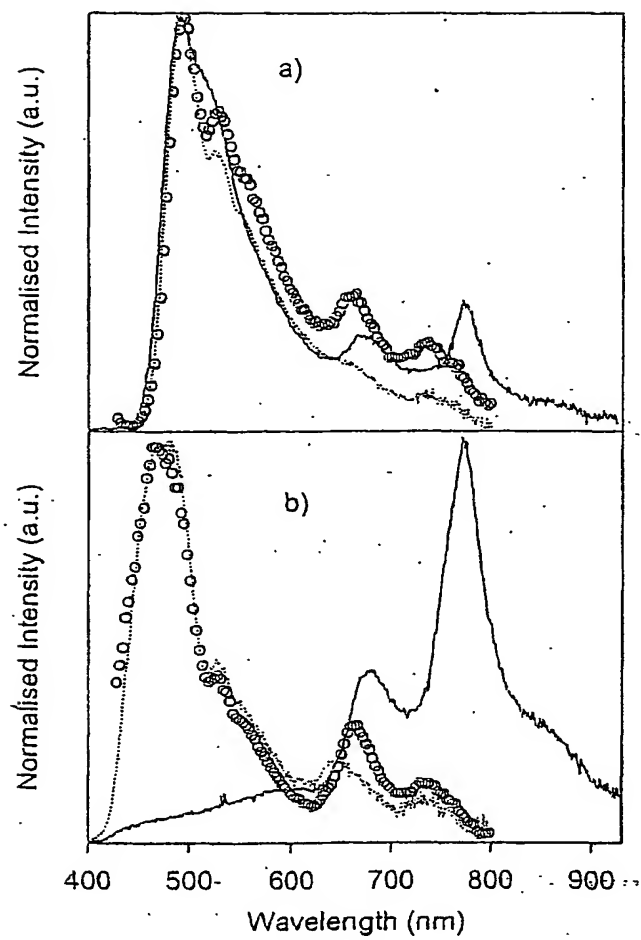 Normalised Intensity (a.u.)
a)
Normalised Intensity (a.u.)
b)
400 500 600 700 800 900
Wavelength (nm)